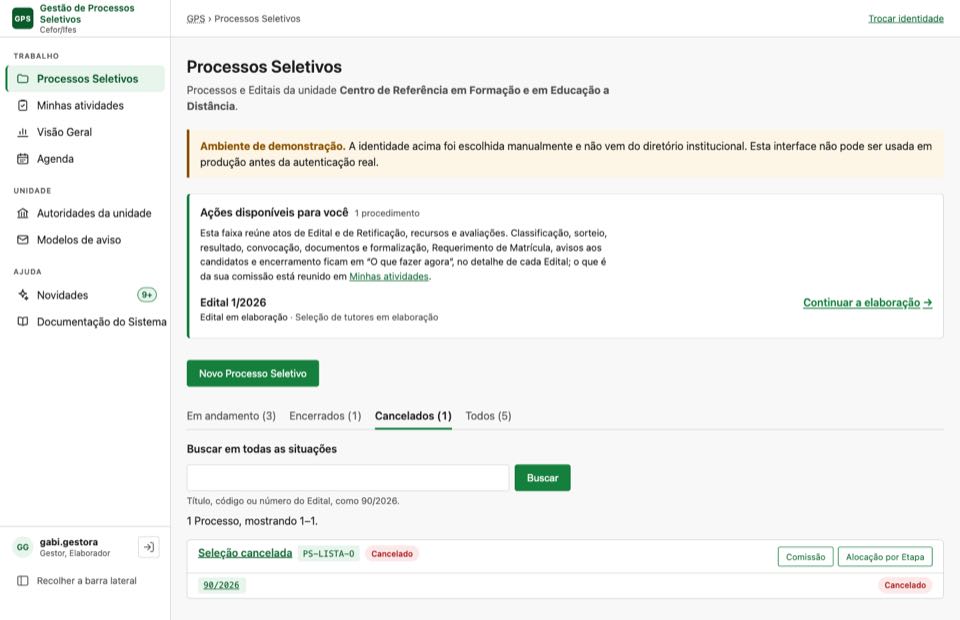 GPS
Gestão de Processos
Seletivos
Cefor/Ifes
GPS › Processos Seletivos
Trocar identidade
TRABALHO
Processos Seletivos
Minhas atividades
Visão Geral
Agenda
UNIDADE
Autoridades da unidade
Modelos de aviso
AJUDA
Novidades 9+
Documentação do Sistema
GG
gabi.gestora
Gestor, Elaborador
Recolher a barra lateral
Processos Seletivos
Processos e Editais da unidade Centro de Referência em Formação e em Educação a
Distância.
Ambiente de demonstração. A identidade acima foi escolhida manualmente e não vem do diretório institucional. Esta interface não pode ser usada em
produção antes da autenticação real.
Ações disponíveis para você 1 procedimento
Esta faixa reúne atos de Edital e de Retificação, recursos e avaliações. Classificação, sorteio,
resultado, convocação, documentos e formalização, Requerimento de Matrícula, avisos aos
candidatos e encerramento ficam em “O que fazer agora”, no detalhe de cada Edital; o que é
da sua comissão está reunido em Minhas atividades.
Edital 1/2026
Edital em elaboração · Seleção de tutores em elaboração
Continuar a elaboração →
Novo Processo Seletivo
Em andamento (3) Encerrados (1) Cancelados (1) Todos (5)
Buscar em todas as situações
Buscar
Título, código ou número do Edital, como 90/2026.
1 Processo, mostrando 1–1.
Seleção cancelada PS-LISTA-0 Cancelado Comissão Alocação por Etapa
90/2026 Cancelado